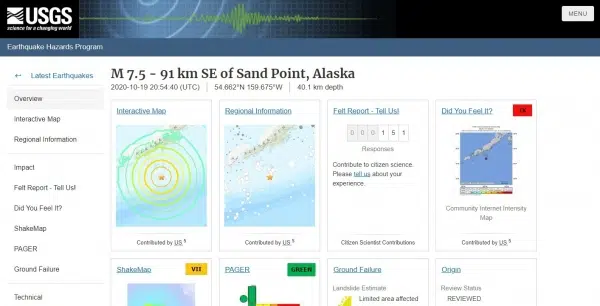 USGS
science for a changing world
MENU
Earthquake Hazards Program
← Latest Earthquakes
Overview
Interactive Map
Regional Information
Impact
Felt Report - Tell Us!
Did You Feel It?
ShakeMap
PAGER
Ground Failure
Technical
M 7.5 - 91 km SE of Sand Point, Alaska
2020-10-19 20:54:40 (UTC) | 54.662°N 159.675°W | 40.1 km depth
Interactive Map
Contributed by US 5
Regional Information
Contributed by US 5
Felt Report - Tell Us!
0 0 0 1 5 1
Responses
Contribute to citizen science.
Please tell us about your
experience.
Citizen Scientist Contributions
Did You Feel It?
Community Internet Intensity
Map
Contributed by US 5
ShakeMap
VII
PAGER
GREEN
Ground Failure
Landslide Estimate
Limited area affected
Origin
Review Status
REVIEWED